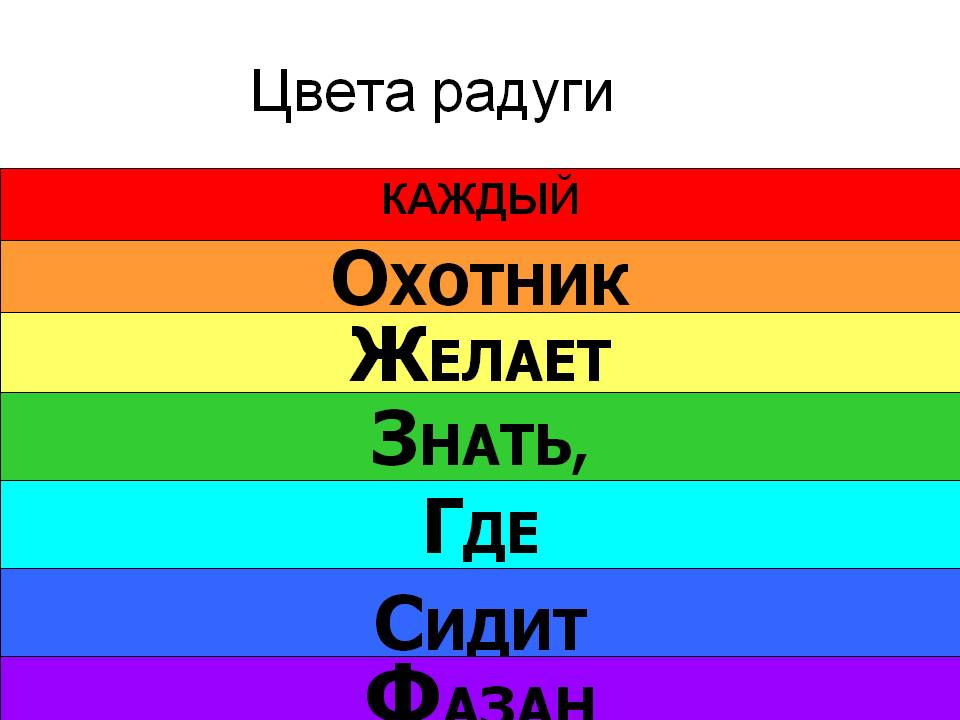 Цвета радуги
КАЖДЫЙ
ОХОТНИК
ЖЕЛАЕТ
ЗНАТЬ,
ГДЕ
СИДИТ
ФАЗАН